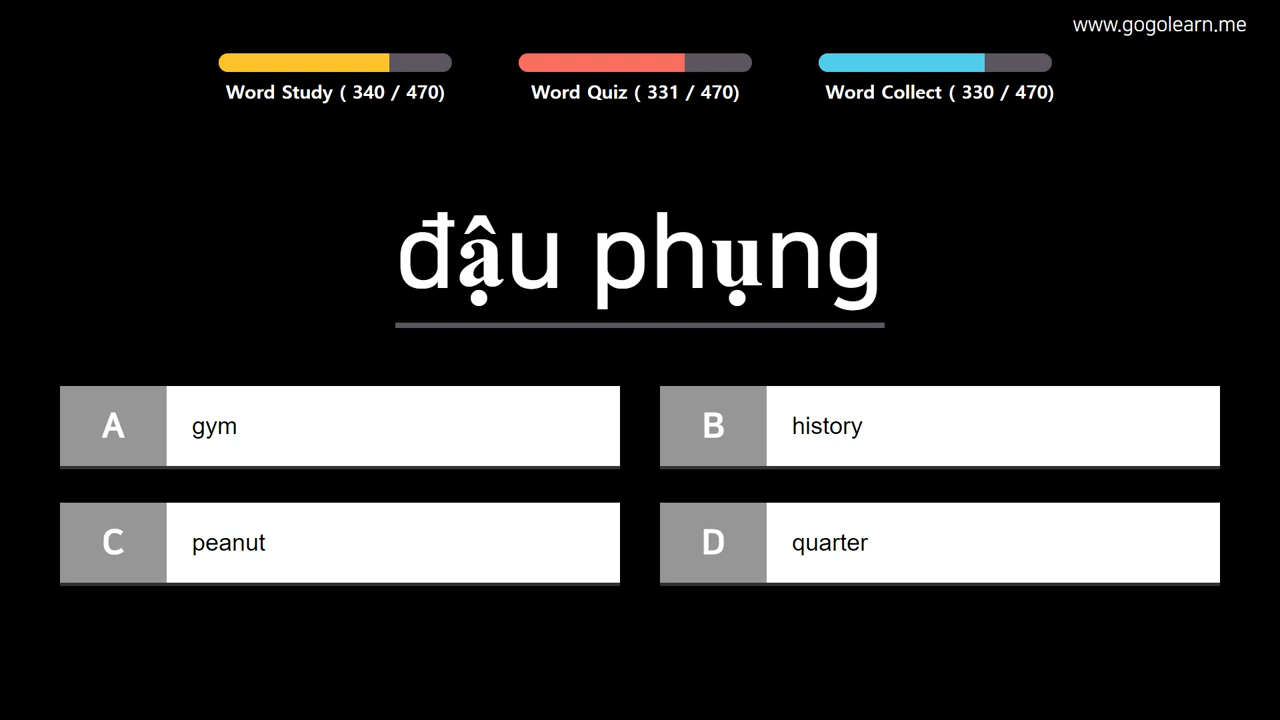 www.gogolearn.me
Word Study ( 340 / 470) Word Quiz ( 331 / 470) Word Collect ( 330 / 470)
đậu phụng
A gym
B history
C peanut
D quarter